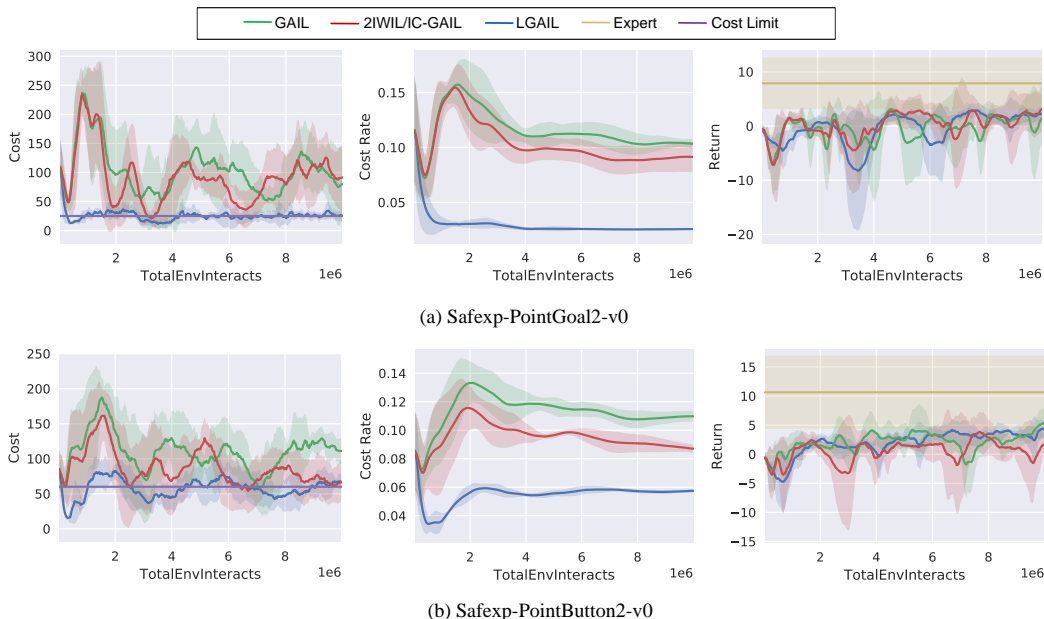 GAIL 2IWIL/IC-GAIL LGAIL Expert Cost Limit
Cost
300
250
200
150
100
50
0
2 4 6 8
TotalEnvInteracts 1e6
Cost Rate
0.15
0.10
0.05
2 4 6 8
TotalEnvInteracts 1e6
Return
10
0
−10
−20
2 4 6 8
TotalEnvInteracts 1e6
(a) Safexp-PointGoal2-v0
Cost
250
200
150
100
50
0
2 4 6 8
TotalEnvInteracts 1e6
Cost Rate
0.14
0.12
0.10
0.08
0.06
0.04
2 4 6 8
TotalEnvInteracts 1e6
Return
15
10
5
0
−5
−10
−15
2 4 6 8
TotalEnvInteracts 1e6
(b) Safexp-PointButton2-v0